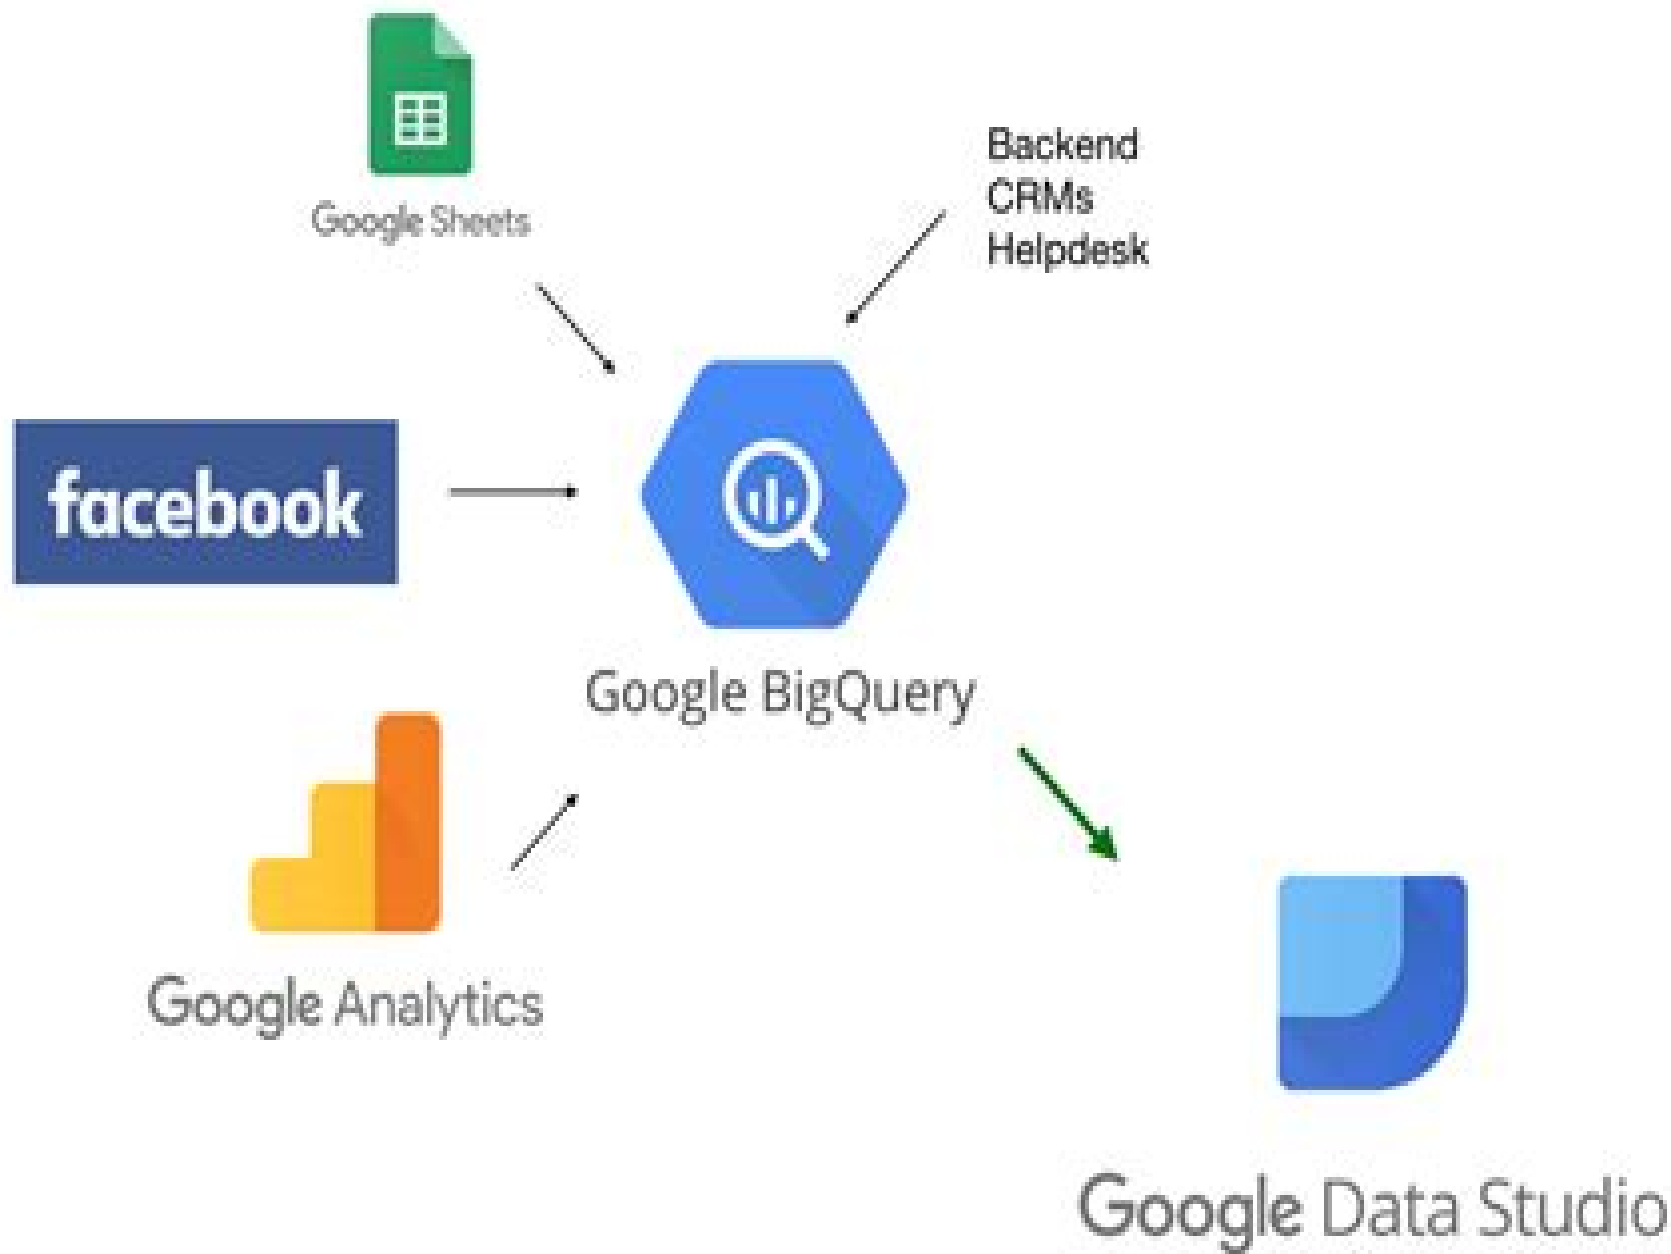 Google Sheets
Backend
CRMs
Helpdesk
facebook
Google BigQuery
Google Analytics
Google Data Studio